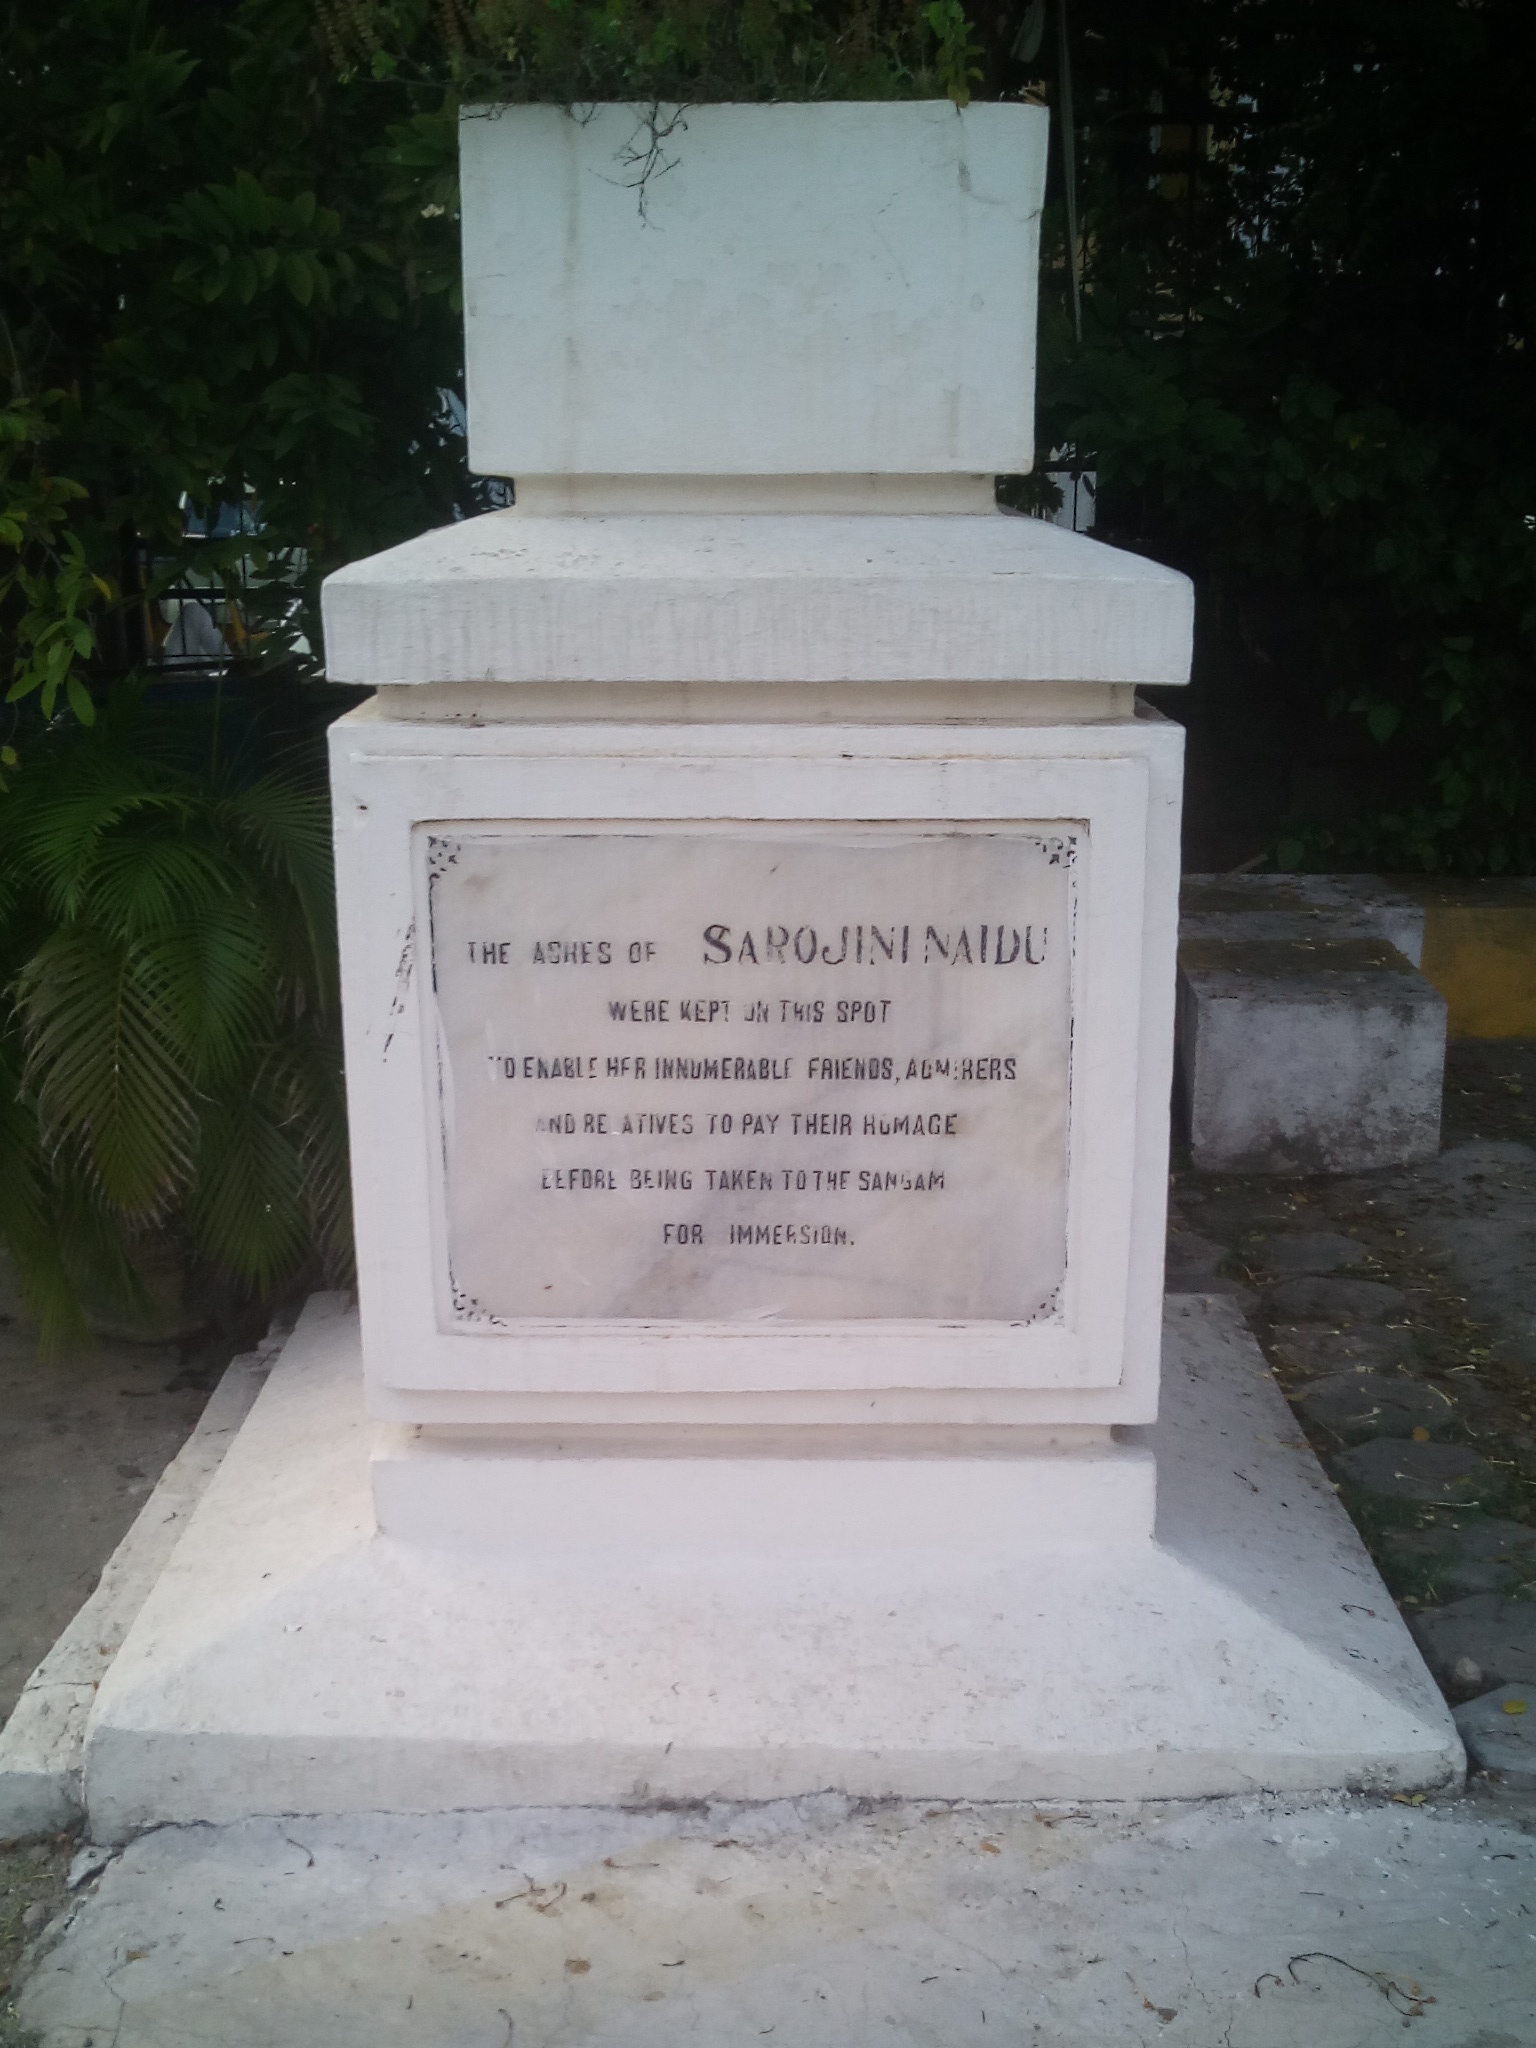 THE ASHES OF SAROJINI NAIDU
WERE KEPT ON THIS SPOT
TO ENABLE HER INNUMERABLE FRIENDS, ADMIRERS
AND RELATIVES TO PAY THEIR HOMAGE
BEFORE BEING TAKEN TO THE SANGAM
FOR IMMERSION.